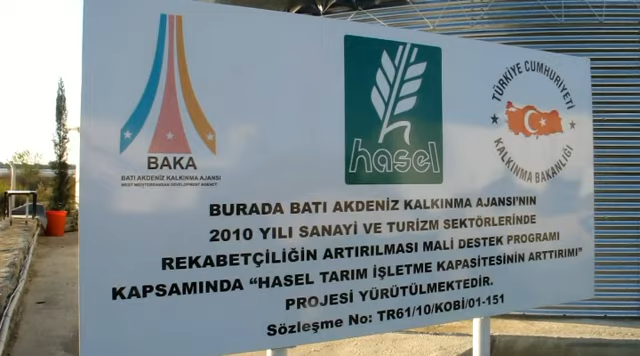 BAKA
BATI AKDENİZ KALKINMA AJANSI
WEST MEDITERRANEAN DEVELOPMENT AGENCY
hasel
TÜRKİYE CUMHURİYETİ
KALKINMA BAKANLIĞI
BURADA BATI AKDENİZ KALKINMA AJANSI'NIN
2010 YILI SANAYİ VE TURİZM SEKTÖRLERİNDE
REKABETÇİLİĞİN ARTIRILMASI MALİ DESTEK PROGRAMI
KAPSAMINDA "HASEL TARIM İŞLETME KAPASİTESİNİN ARTTIRIMI"
PROJESİ YÜRÜTÜLMEKTEDİR.
Sözleşme No: TR61/10/KOBİ/01-151